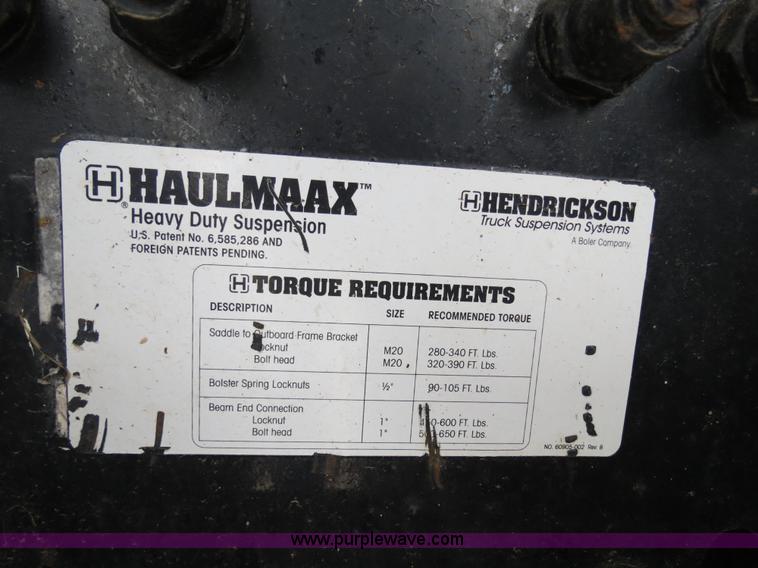 H HAULMAAX™
® Heavy Duty Suspension
U.S. Patent No. 6,585,286 AND
FOREIGN PATENTS PENDING.
H HENDRICKSON
Truck Suspension Systems
A Boler Company
H TORQUE REQUIREMENTS
DESCRIPTION SIZE RECOMMENDED TORQUE
Saddle to Outboard Frame Bracket
Locknut M20 280-340 FT. Lbs.
Bolt head M20 320-390 FT. Lbs.
Bolster Spring Locknuts ½" 90-105 FT. Lbs.
Beam End Connection
Locknut 1" FT. Lbs.
Bolt head 1" FT. Lbs.
NO. 60905-002 Rev. B
www.purplewave.com